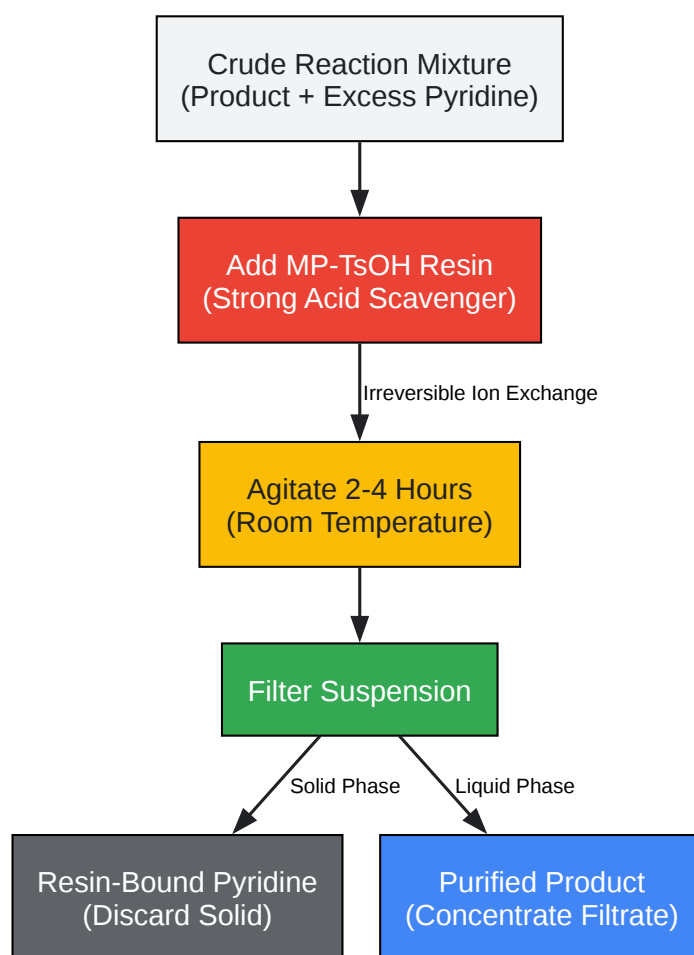 Crude Reaction Mixture
(Product + Excess Pyridine)
Add MP-TsOH Resin
(Strong Acid Scavenger)
Irreversible Ion Exchange
Agitate 2-4 Hours
(Room Temperature)
Filter Suspension
Solid Phase
Liquid Phase
Resin-Bound Pyridine
(Discard Solid)
Purified Product
(Concentrate Filtrate)